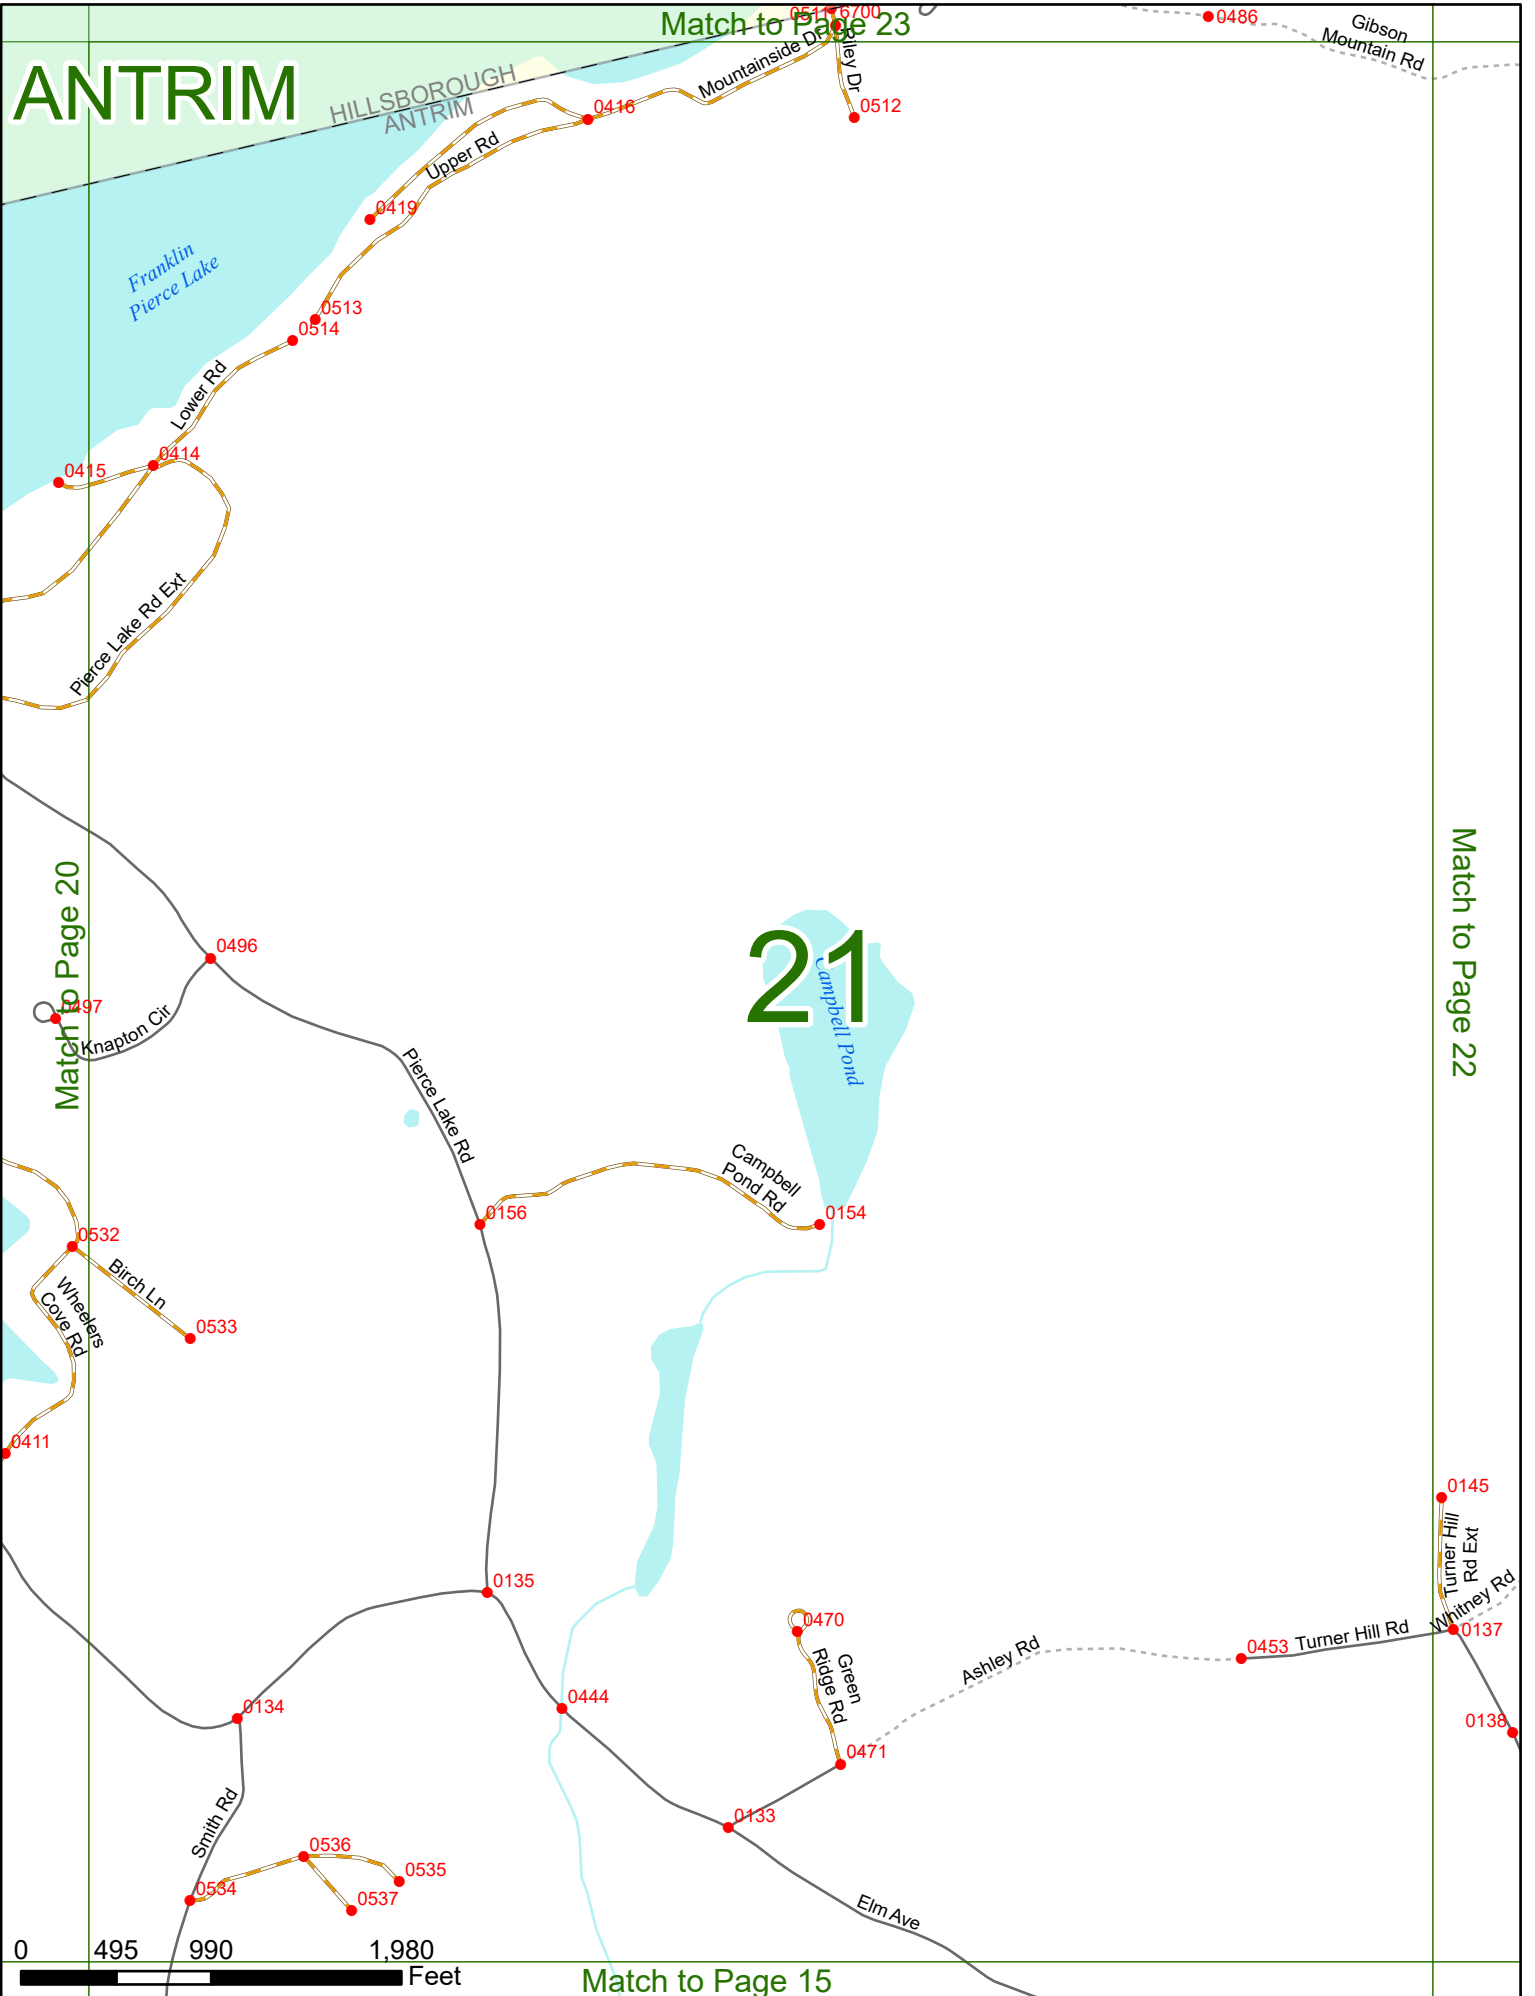 0511
6700
Match to Page 23
0486
Gibson
Mountain Rd
ANTRIM
HILLSBOROUGH
ANTRIM
Mountainside Dr
Riley Dr
0416
0512
Upper Rd
0419
Franklin
Pierce Lake
0513
0514
Lower Rd
0414
0415
Pierce Lake Rd Ext
Match to Page 20
Match to Page 22
0496
21
Campbell Pond
0497
Knapton Cir
Pierce Lake Rd
Campbell
Pond Rd
0156
0154
0532
Birch Ln
Wheelers
Cove Rd
0533
0411
0145
Turner Hill
Rd Ext
Whitney Rd
0135
0470
Green
Ridge Rd
Ashley Rd
0453
Turner Hill Rd
0137
0134
0444
0138
0471
Smith Rd
0133
0536
0535
0534
0537
Elm Ave
0 495 990 1,980
Feet
Match to Page 15